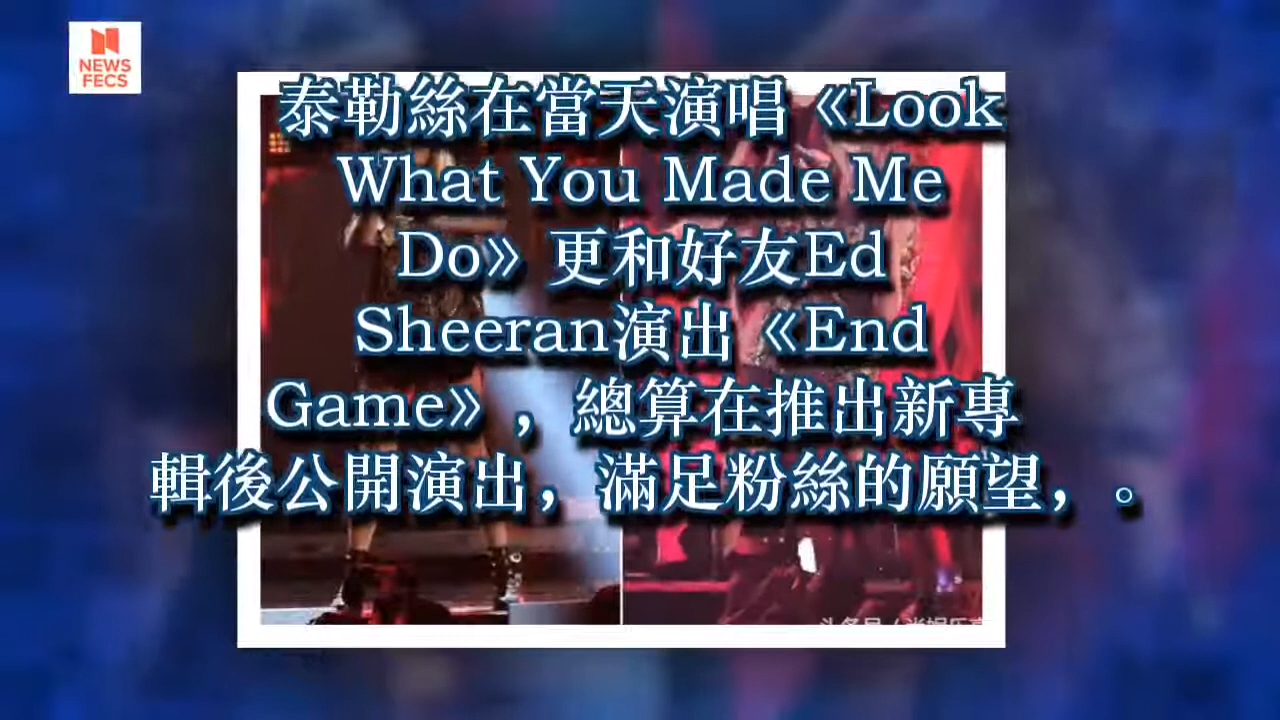 NEWS
FECS
泰勒絲在當天演唱《Look
What You Made Me
Do》更和好友Ed
Sheeran演出《End
Game》，總算在推出新專
輯後公開演出，滿足粉絲的願望，。